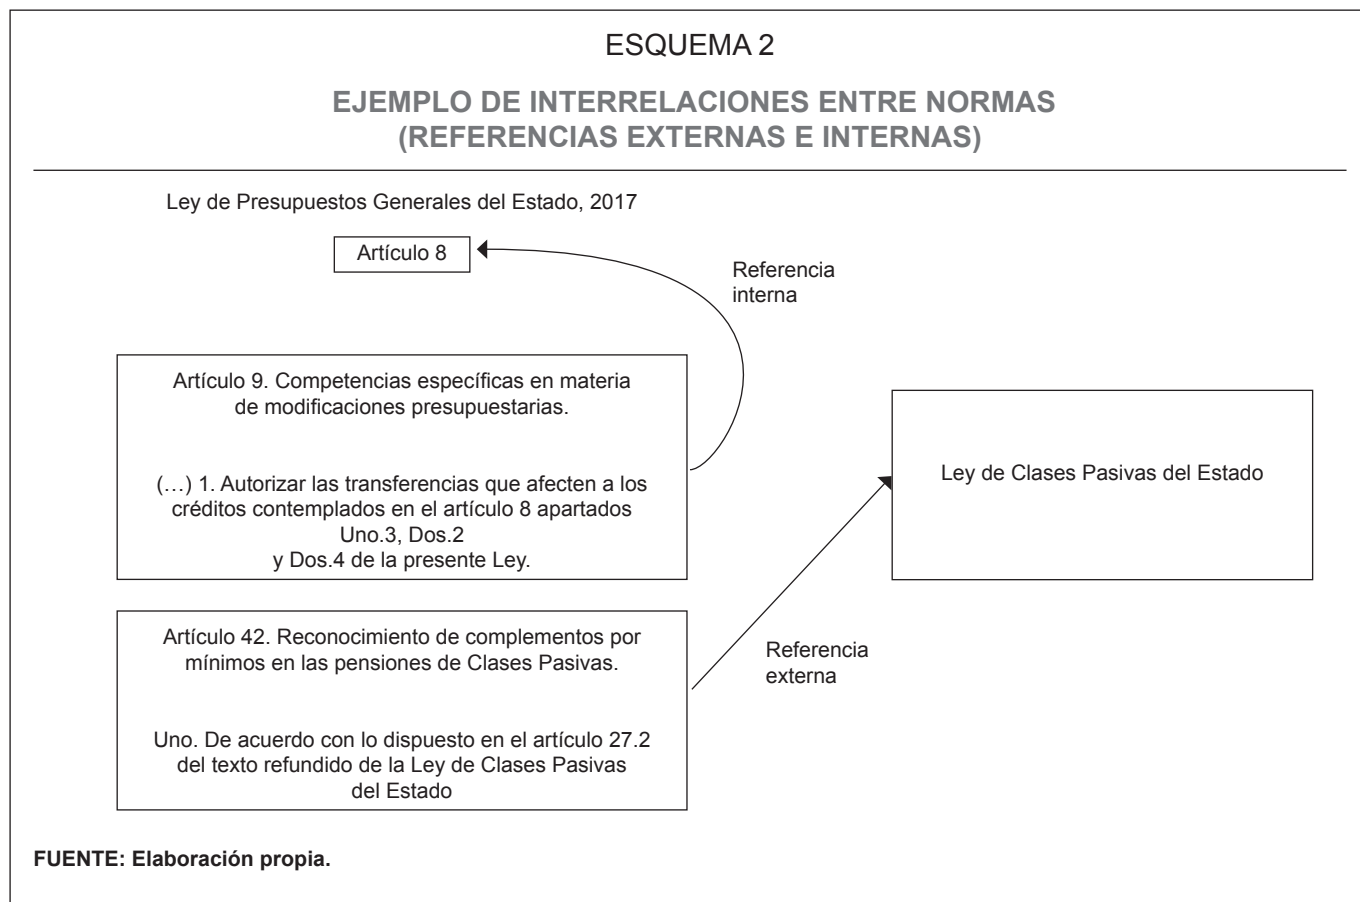 ESQUEMA 2
EJEMPLO DE INTERRELACIONES ENTRE NORMAS
(REFERENCIAS EXTERNAS E INTERNAS)
Ley de Presupuestos Generales del Estado, 2017
Artículo 8
Referencia
interna
Artículo 9. Competencias específicas en materia
de modificaciones presupuestarias.
(…) 1. Autorizar las transferencias que afecten a los
créditos contemplados en el artículo 8 apartados
Uno.3, Dos.2
y Dos.4 de la presente Ley.
Ley de Clases Pasivas del Estado
Artículo 42. Reconocimiento de complementos por
mínimos en las pensiones de Clases Pasivas.
Uno. De acuerdo con lo dispuesto en el artículo 27.2
del texto refundido de la Ley de Clases Pasivas
del Estado
Referencia
externa
FUENTE: Elaboración propia.